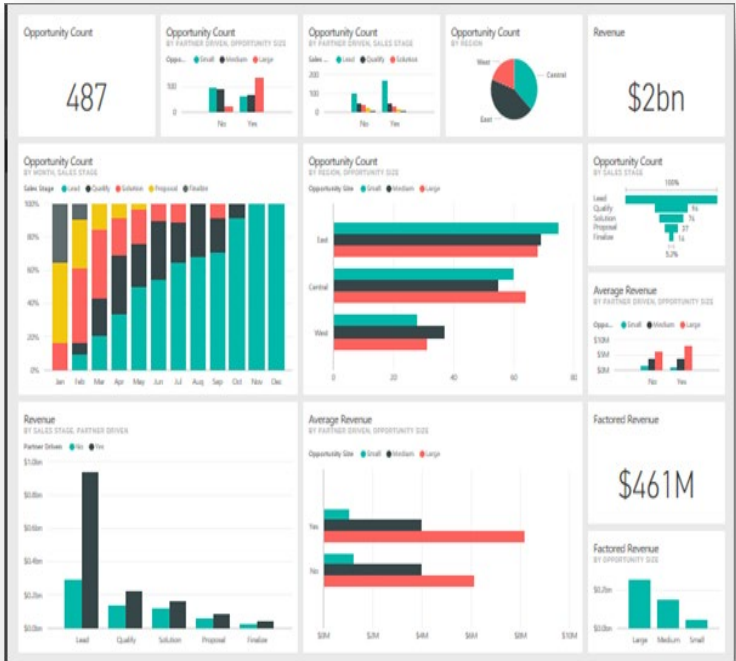 Opportunity Count
487
Opportunity Count
BY PARTNER DRIVEN, OPPORTUNITY SIZE
Oppo... Small Medium Large
100
0
No Yes
Opportunity Count
BY PARTNER DRIVEN, SALES STAGE
Sales ... Lead Qualify Solution
200
100
0
No Yes
Opportunity Count
BY REGION
West
Central
East
Revenue
$2bn
Opportunity Count
BY MONTH, SALES STAGE
Sales Stage Lead Qualify Solution Proposal Finalize
100%
80%
60%
40%
20%
0%
Jan Feb Mar Apr May Jun Jul Aug Sep Oct Nov Dec
Opportunity Count
BY REGION, OPPORTUNITY SIZE
Opportunity Size Small Medium Large
East
Central
West
0 20 40 60 80
Opportunity Count
BY SALES STAGE
100%
Lead
Qualify
Solution 76
Proposal 37
Finalize 14
Average Revenue
BY PARTNER DRIVEN, OPPORTUNITY SIZE
Oppo... Small Medium Large
$10M
$5M
$0M
No Yes
Revenue
BY SALES STAGE, PARTNER DRIVEN
Partner Driven No Yes
$1.0bn
$0.8bn
$0.6bn
$0.4bn
$0.2bn
$0.0bn
Lead Qualify Solution Proposal Finalize
Average Revenue
BY PARTNER DRIVEN, OPPORTUNITY SIZE
Opportunity Size Small Medium Large
Yes
No
$0M $2M $4M $6M $8M $10M
Factored Revenue
$461M
Factored Revenue
BY OPPORTUNITY SIZE
$0.2bn
$0.0bn
Large Medium Small